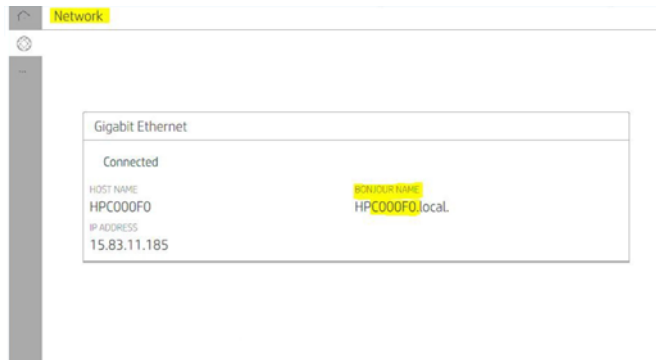 Network
Gigabit Ethernet
Connected
HOST NAME
HPC000F0
BONJOUR NAME
HPC000F0.local.
IP ADDRESS
15.83.11.185